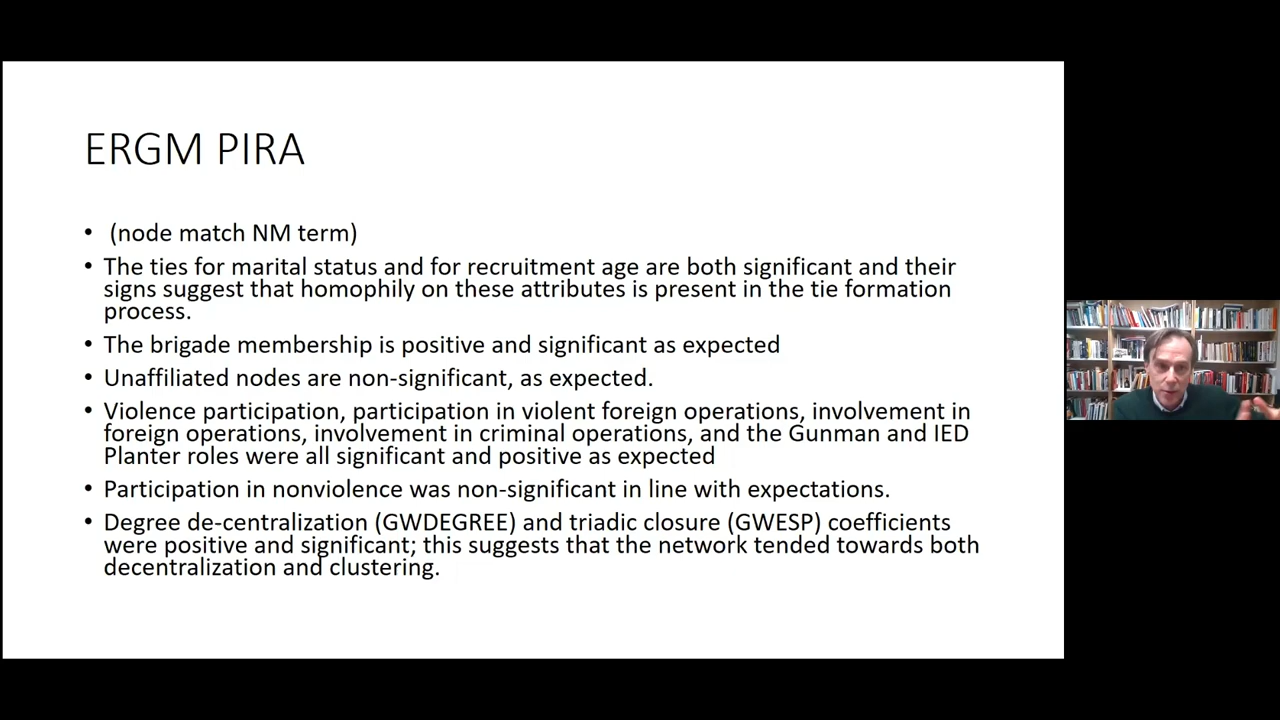 ERGM PIRA
• (node match NM term)
• The ties for marital status and for recruitment age are both significant and their
signs suggest that homophily on these attributes is present in the tie formation
process.
• The brigade membership is positive and significant as expected
• Unaffiliated nodes are non-significant, as expected.
• Violence participation, participation in violent foreign operations, involvement in
foreign operations, involvement in criminal operations, and the Gunman and IED
Planter roles were all significant and positive as expected
• Participation in nonviolence was non-significant in line with expectations.
• Degree de-centralization (GWDEGREE) and triadic closure (GWESP) coefficients
were positive and significant; this suggests that the network tended towards both
decentralization and clustering.